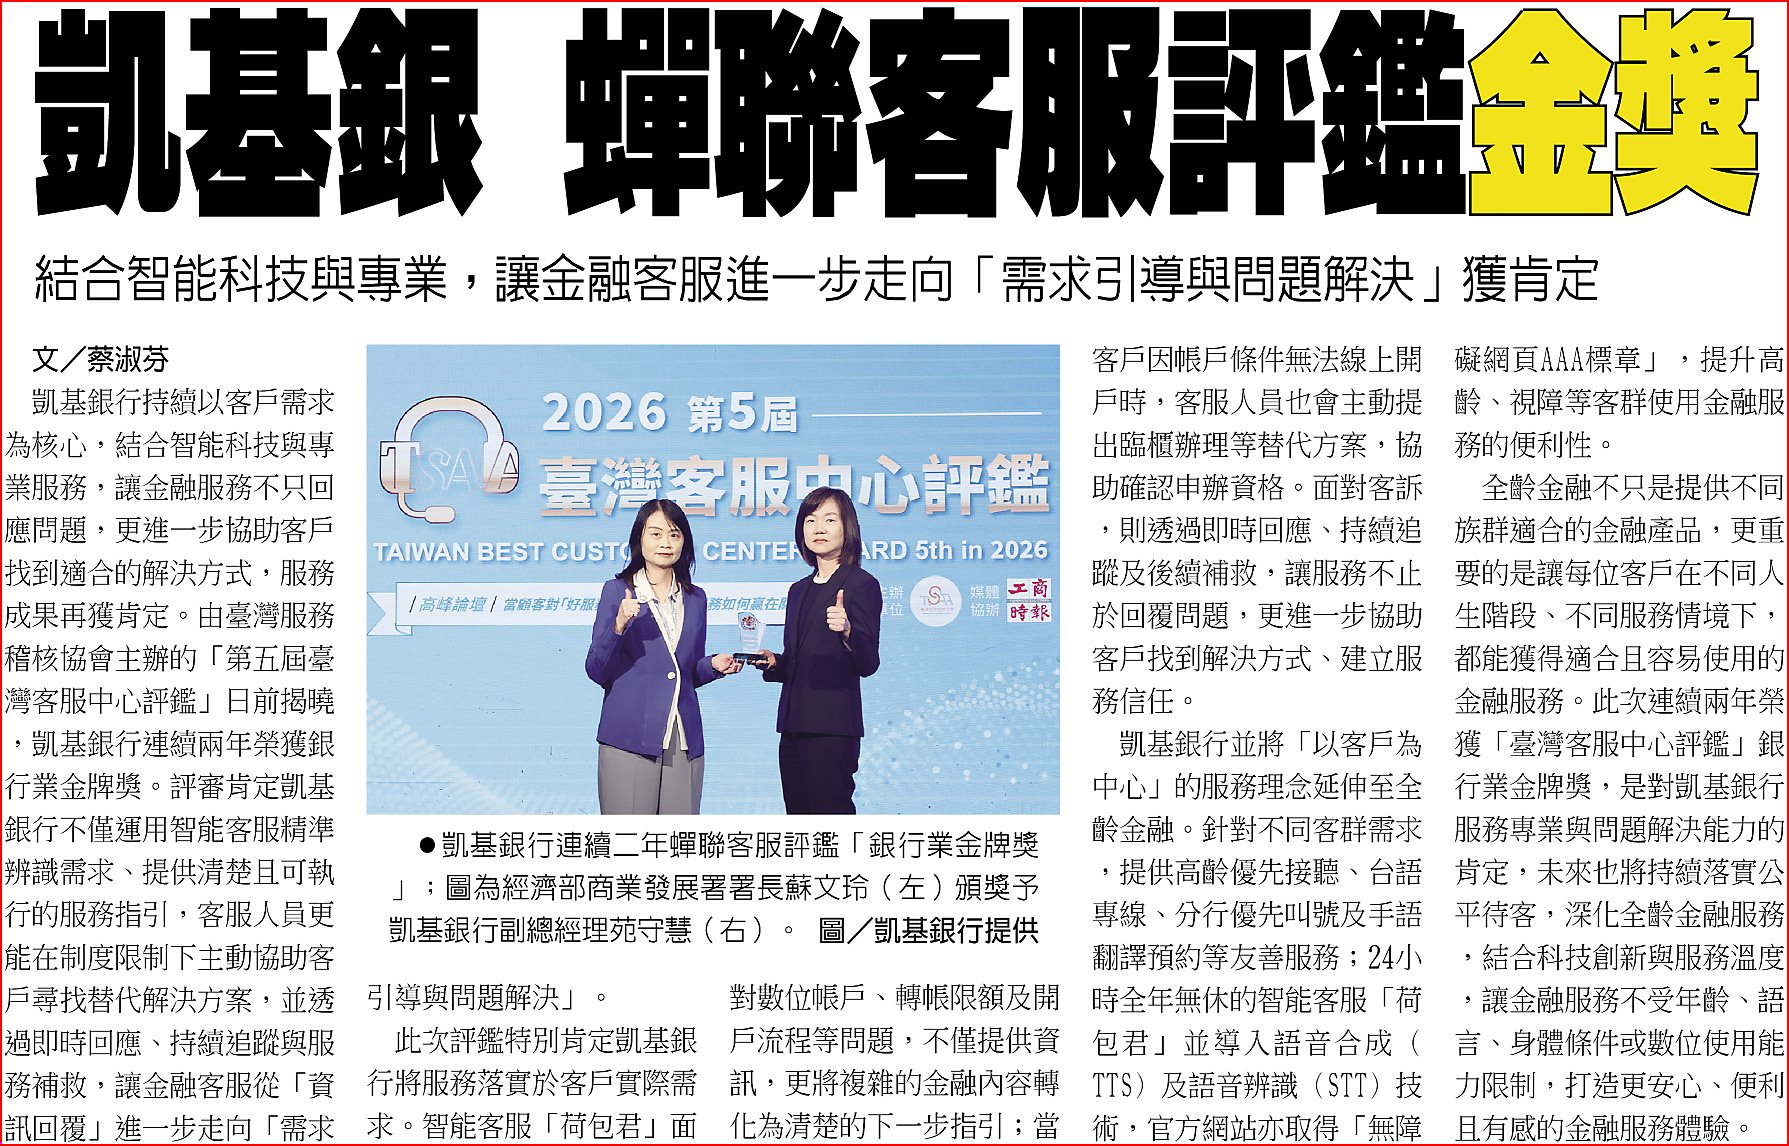 凱基銀 蟬聯客服評鑑金獎
結合智能科技與專業，讓金融客服進一步走向「需求引導與問題解決」獲肯定
文／蔡淑芬
凱基銀行持續以客戶需求
為核心，結合智能科技與專
業服務，讓金融服務不只回
應問題，更進一步協助客戶
找到適合的解決方式，服務
成果再獲肯定。由臺灣服務
稽核協會主辦的「第五屆臺
灣客服中心評鑑」日前揭曉
，凱基銀行連續兩年榮獲銀
行業金牌獎。評審肯定凱基
銀行不僅運用智能客服精準
辨識需求、提供清楚且可執
行的服務指引，客服人員更
能在制度限制下主動協助客
戶尋找替代解決方案，並透
過即時回應、持續追蹤與服
務補救，讓金融客服從「資
訊回覆」進一步走向「需求
2026 第5屆
臺灣客服中心評鑑
TSAA
TAIWAN BEST CUSTO CENTER ARD 5th in 2026
/高峰論壇/當顧客對「好服 務如何贏在
主辦
單位
媒體
協辦
工商
時報
●凱基銀行連續二年蟬聯客服評鑑「銀行業金牌獎
」；圖為經濟部商業發展署署長蘇文玲（左）頒獎予
凱基銀行副總經理苑守慧（右）。 圖／凱基銀行提供
引導與問題解決」。
此次評鑑特別肯定凱基銀
行將服務落實於客戶實際需
求。智能客服「荷包君」面
對數位帳戶、轉帳限額及開
戶流程等問題，不僅提供資
訊，更將複雜的金融內容轉
化為清楚的下一步指引；當
客戶因帳戶條件無法線上開
戶時，客服人員也會主動提
出臨櫃辦理等替代方案，協
助確認申辦資格。面對客訴
，則透過即時回應、持續追
蹤及後續補救，讓服務不止
於回覆問題，更進一步協助
客戶找到解決方式、建立服
務信任。
凱基銀行並將「以客戶為
中心」的服務理念延伸至全
齡金融。針對不同客群需求
，提供高齡優先接聽、台語
專線、分行優先叫號及手語
翻譯預約等友善服務；24小
時全年無休的智能客服「荷
包君」並導入語音合成（
TTS）及語音辨識（STT）技
術，官方網站亦取得「無障
礙網頁AAA標章」，提升高
齡、視障等客群使用金融服
務的便利性。
全齡金融不只是提供不同
族群適合的金融產品，更重
要的是讓每位客戶在不同人
生階段、不同服務情境下，
都能獲得適合且容易使用的
金融服務。此次連續兩年榮
獲「臺灣客服中心評鑑」銀
行業金牌獎，是對凱基銀行
服務專業與問題解決能力的
肯定，未來也將持續落實公
平待客，深化全齡金融服務
，結合科技創新與服務溫度
，讓金融服務不受年齡、語
言、身體條件或數位使用能
力限制，打造更安心、便利
且有感的金融服務體驗。